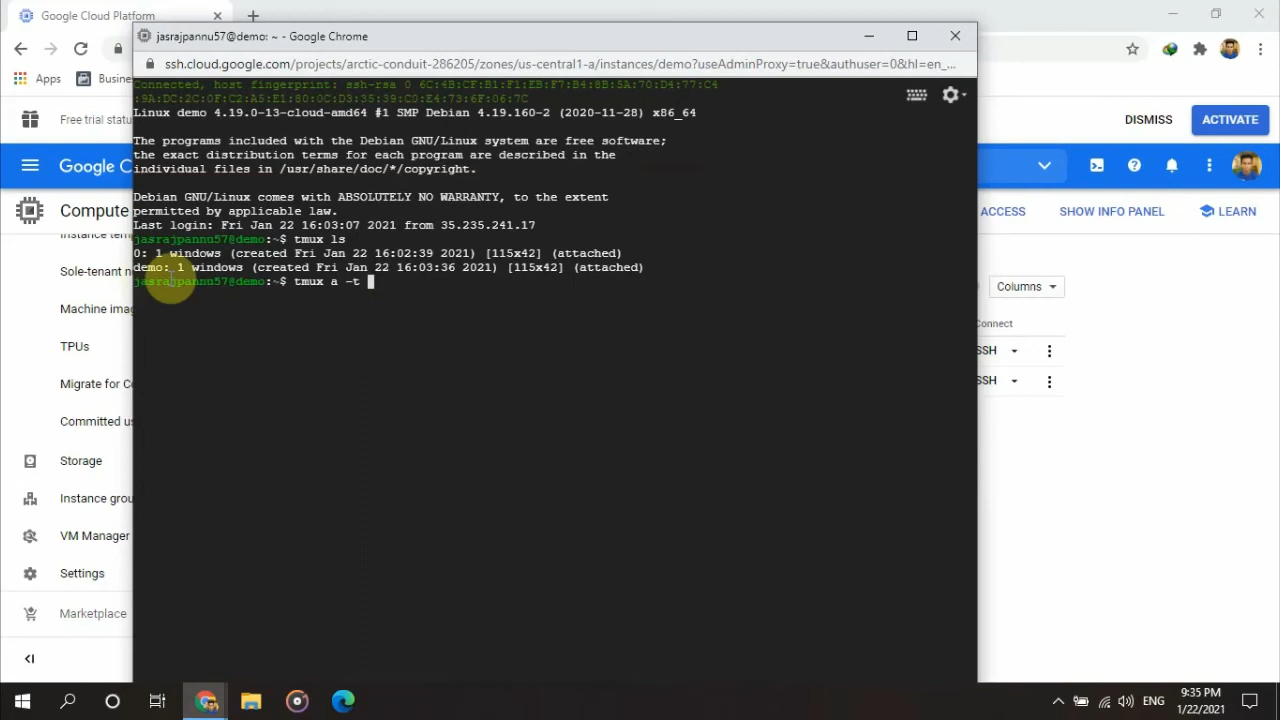 Google Cloud Platform
jasrajpannu57@demo: ~ - Google Chrome
ssh.cloud.google.com/projects/arctic-conduit-286205/zones/us-central1-a/instances/demo?useAdminProxy=true&authuser=0&hl=en_...
Apps
Connected, host fingerprint: ssh-rsa 0 6C:4B:CF:B1:F1:EB:F7:B4:8B:5A:70:D4:77:C4
:9A:DC:2C:0F:C2:A5:E1:80:0C:D3:35:39:C0:E4:73:6F:06:7C
Linux demo 4.19.0-13-cloud-amd64 #1 SMP Debian 4.19.160-2 (2020-11-28) x86_64
Free trial status
DISMISS
ACTIVATE
The programs included with the Debian GNU/Linux system are free software;
the exact distribution terms for each program are described in the
individual files in /usr/share/doc/*/copyright.
Google C
Debian GNU/Linux comes with ABSOLUTELY NO WARRANTY, to the extent
permitted by applicable law.
Last login: Fri Jan 22 16:03:07 2021 from 35.235.241.17
Compute
ACCESS
SHOW INFO PANEL
LEARN
jasrajpannu57@demo:~$ tmux ls
0: 1 windows (created Fri Jan 22 16:02:39 2021) [115x42] (attached)
demo: 1 windows (created Fri Jan 22 16:03:36 2021) [115x42] (attached)
jasrajpannu57@demo:~$ tmux a -t
Sole-tenant n
Machine imag
TPUs
Migrate for Co
Committed us
Storage
Instance grou
VM Manager
Settings
Marketplace
Columns
Connect
SSH
SSH
ENG
9:35 PM
1/22/2021